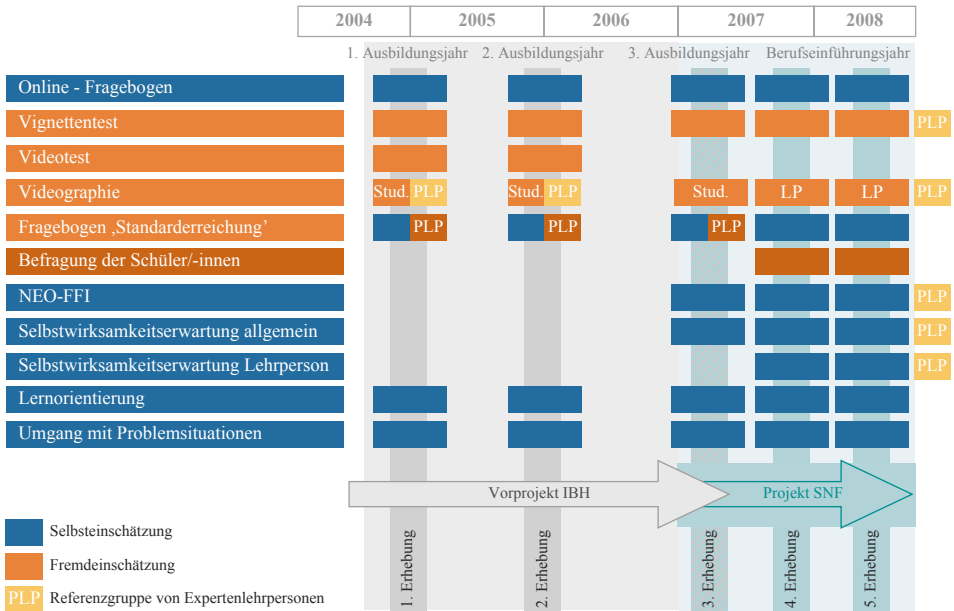 2004 2005 2006 2007 2008
1. Ausbildungsjahr 2. Ausbildungsjahr 3. Ausbildungsjahr Berufseinführungsjahr
Online - Fragebogen
Vignettentest PLP
Videotest
Videographie Stud. PLP Stud. PLP Stud. LP LP PLP
Fragebogen ‚Standarderreichung’ PLP PLP PLP
Befragung der Schüler/-innen
NEO-FFI PLP
Selbstwirksamkeitserwartung allgemein PLP
Selbstwirksamkeitserwartung Lehrperson PLP
Lernorientierung
Umgang mit Problemsituationen
Vorprojekt IBH Projekt SNF
1. Erhebung
2. Erhebung
3. Erhebung
4. Erhebung
5. Erhebung
Selbsteinschätzung
Fremdeinschätzung
PLP Referenzgruppe von Expertenlehrpersonen